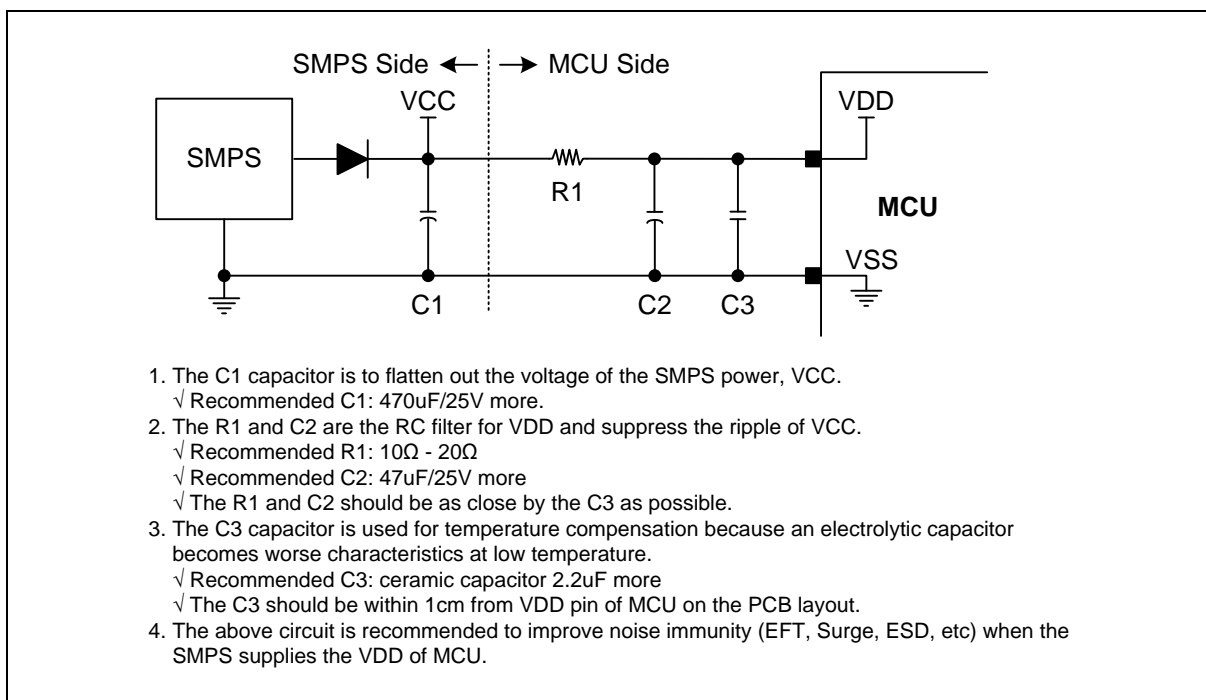 SMPS Side MCU Side
VCC
VDD
SMPS
R1
MCU
VSS
C1
C2
C3
1. The C1 capacitor is to flatten out the voltage of the SMPS power, VCC.
√ Recommended C1: 470uF/25V more.
2. The R1 and C2 are the RC filter for VDD and suppress the ripple of VCC.
√ Recommended R1: 10Ω - 20Ω
√ Recommended C2: 47uF/25V more
√ The R1 and C2 should be as close by the C3 as possible.
3. The C3 capacitor is used for temperature compensation because an electrolytic capacitor
becomes worse characteristics at low temperature.
√ Recommended C3: ceramic capacitor 2.2uF more
√ The C3 should be within 1cm from VDD pin of MCU on the PCB layout.
4. The above circuit is recommended to improve noise immunity (EFT, Surge, ESD, etc) when the
SMPS supplies the VDD of MCU.